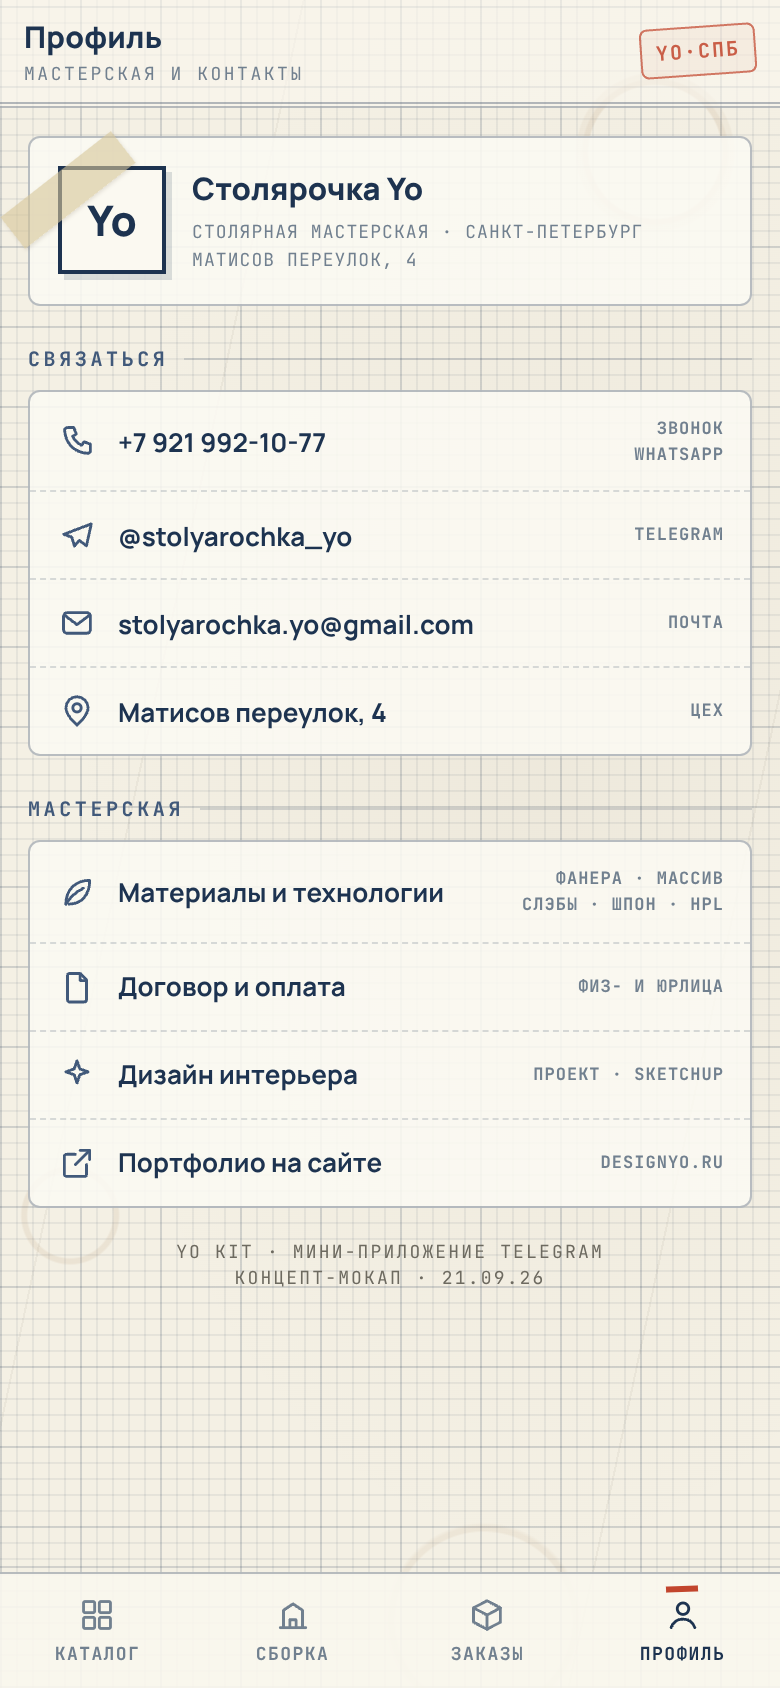 Профиль
МАСТЕРСКАЯ И КОНТАКТЫ
YO·СПБ
Yo
Столярочка Yo
СТОЛЯРНАЯ МАСТЕРСКАЯ · САНКТ-ПЕТЕРБУРГ
МАТИСОВ ПЕРЕУЛОК, 4
СВЯЗАТЬСЯ
+7 921 992-10-77
ЗВОНОК
WHATSAPP
@stolyarochka_yo
TELEGRAM
stolyarochka.yo@gmail.com
ПОЧТА
Матисов переулок, 4
ЦЕХ
МАСТЕРСКАЯ
Материалы и технологии
ФАНЕРА · МАССИВ
СЛЭБЫ · ШПОН · HPL
Договор и оплата
ФИЗ- И ЮРЛИЦА
Дизайн интерьера
ПРОЕКТ · SKETCHUP
Портфолио на сайте
DESIGNYO.RU
YO KIT · МИНИ-ПРИЛОЖЕНИЕ TELEGRAM
КОНЦЕПТ-МОКАП · 21.09.26
КАТАЛОГ
СБОРКА
ЗАКАЗЫ
ПРОФИЛЬ